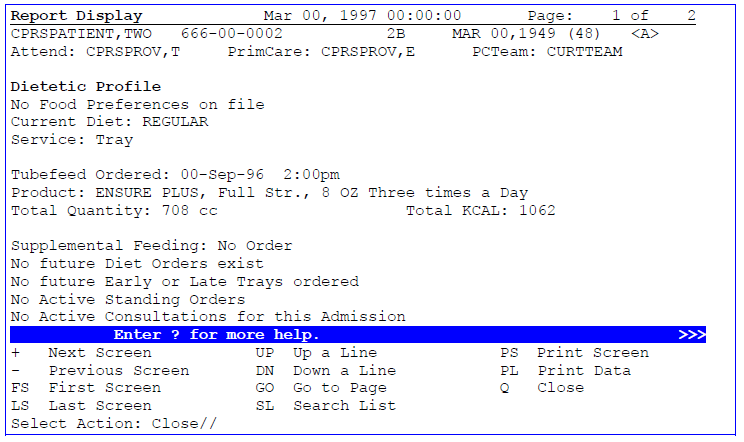 Report Display Mar 00, 1997 00:00:00 Page: 1 of 2
CPRSPATIENT,TWO 666-00-0002 2B MAR 00,1949 (48) <A>
Attend: CPRSPROV,T PrimCare: CPRSPROV,E PCTeam: CURTTEAM
Dietetic Profile
No Food Preferences on file
Current Diet: REGULAR
Service: Tray
Tubefeed Ordered: 00-Sep-96 2:00pm
Product: ENSURE PLUS, Full Str., 8 OZ Three times a Day
Total Quantity: 708 cc Total KCAL: 1062
Supplemental Feeding: No Order
No future Diet Orders exist
No future Early or Late Trays ordered
No Active Standing Orders
No Active Consultations for this Admission
Enter ? for more help. >>>
+ Next Screen UP Up a Line PS Print Screen
- Previous Screen DN Down a Line PL Print Data
FS First Screen GO Go to Page Q Close
LS Last Screen SL Search List
Select Action: Close//